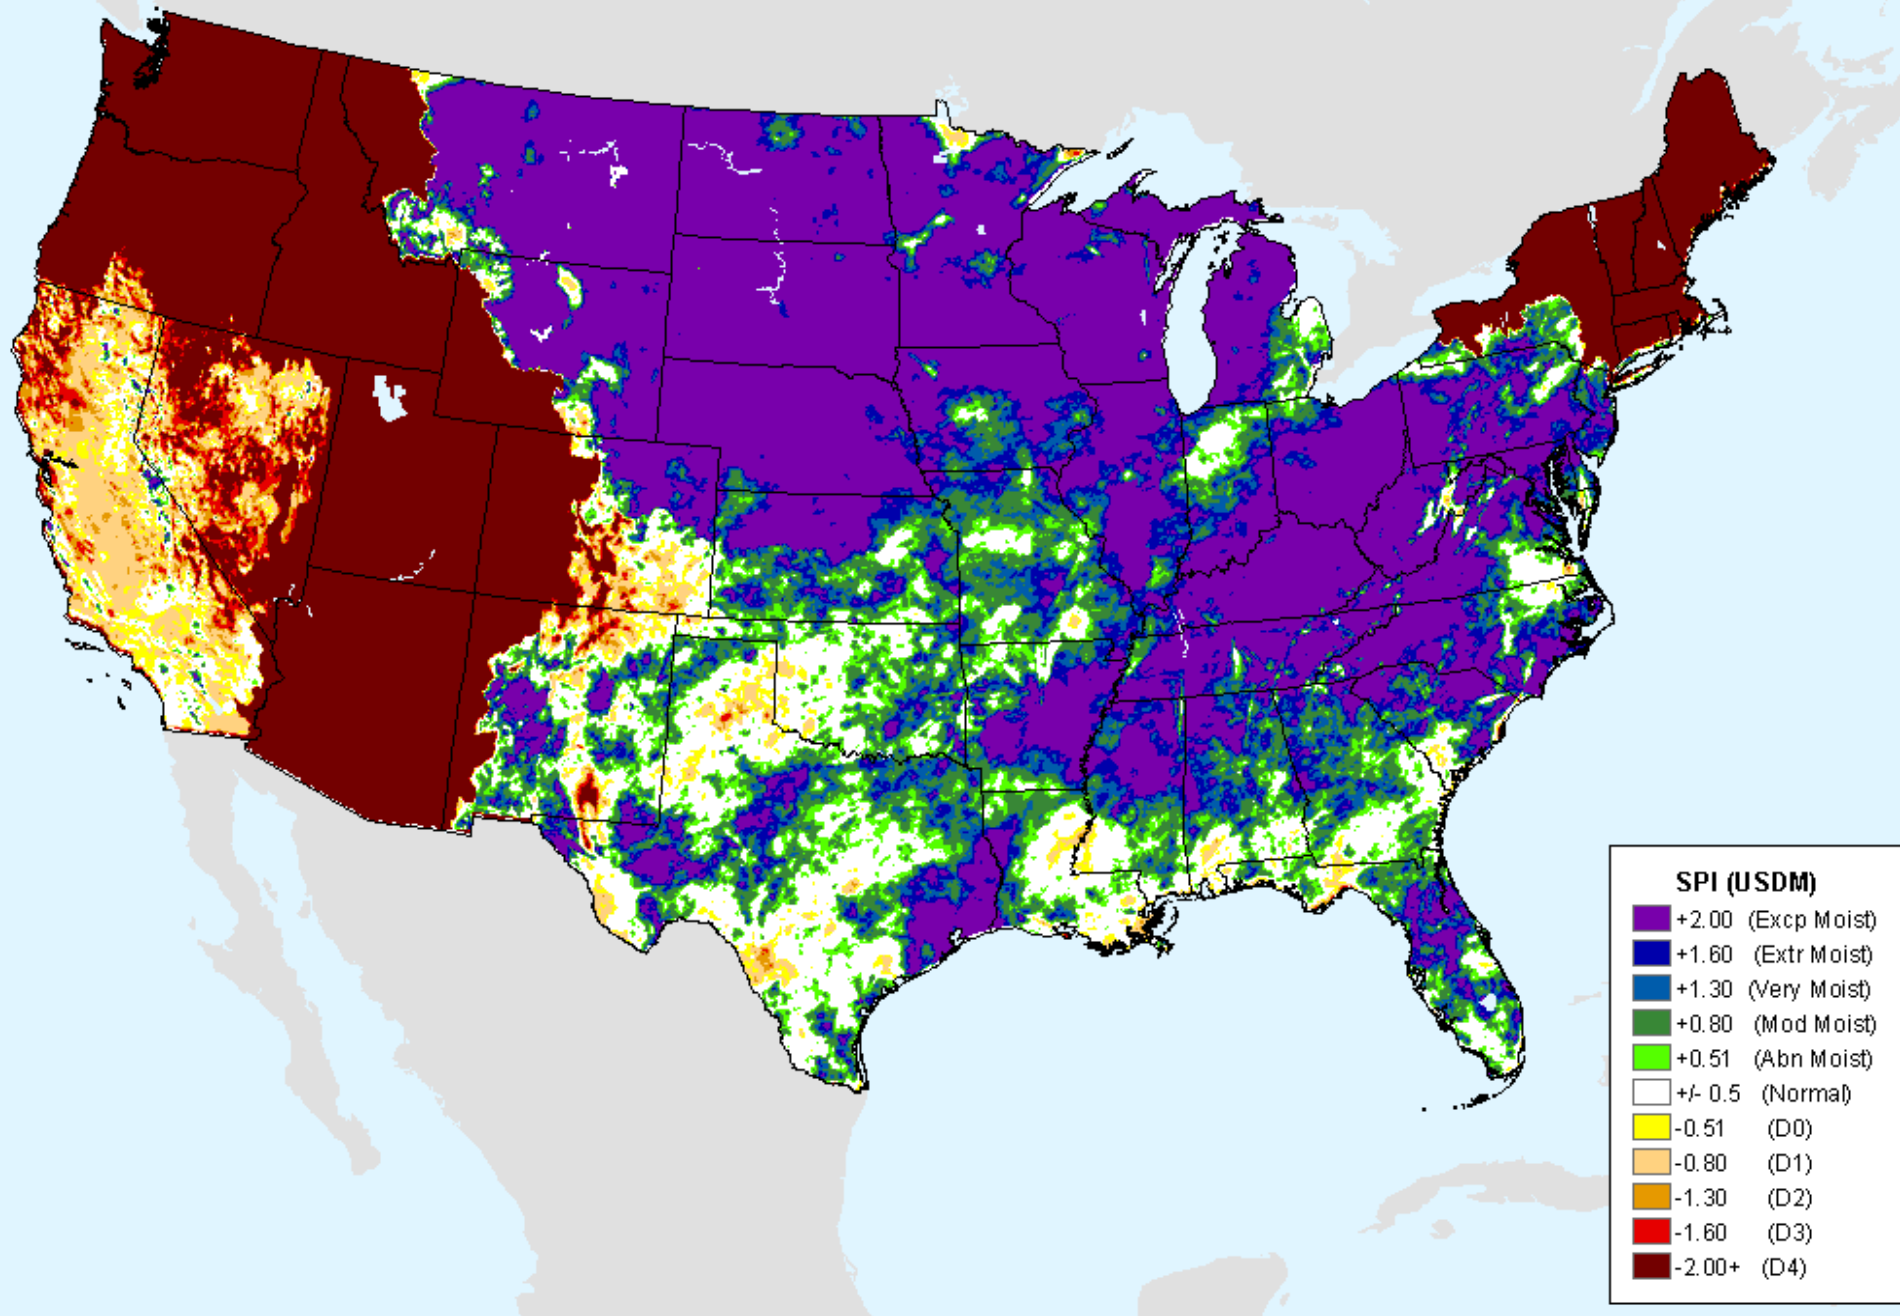 SPI (USDM)
+2.00 (Excp Moist)
+1.60 (Extr Moist)
+1.30 (Very Moist)
+0.80 (Mod Moist)
+0.51 (Abn Moist)
+/- 0.5 (Normal)
-0.51 (D0)
-0.80 (D1)
-1.30 (D2)
-1.60 (D3)
-2.00+ (D4)